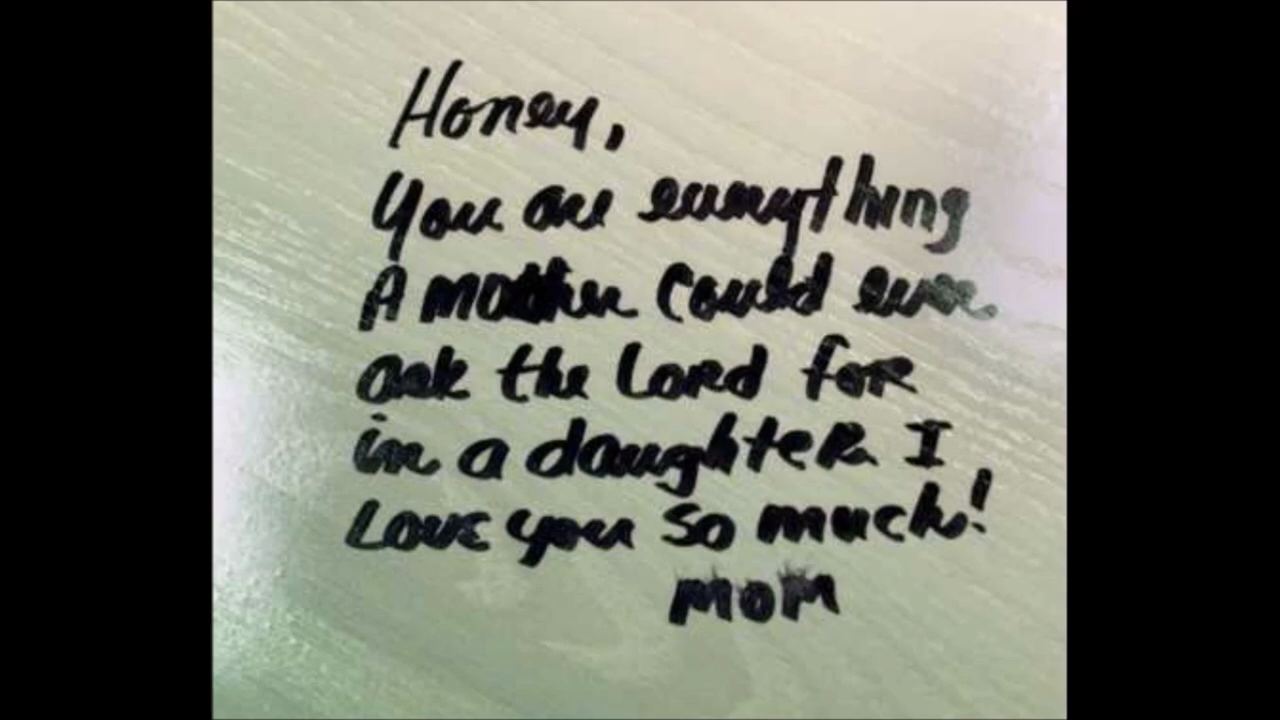 Honey,
You are everything
A mother could ever
ask the Lord for
in a daughter I
Love you so much!
MOM